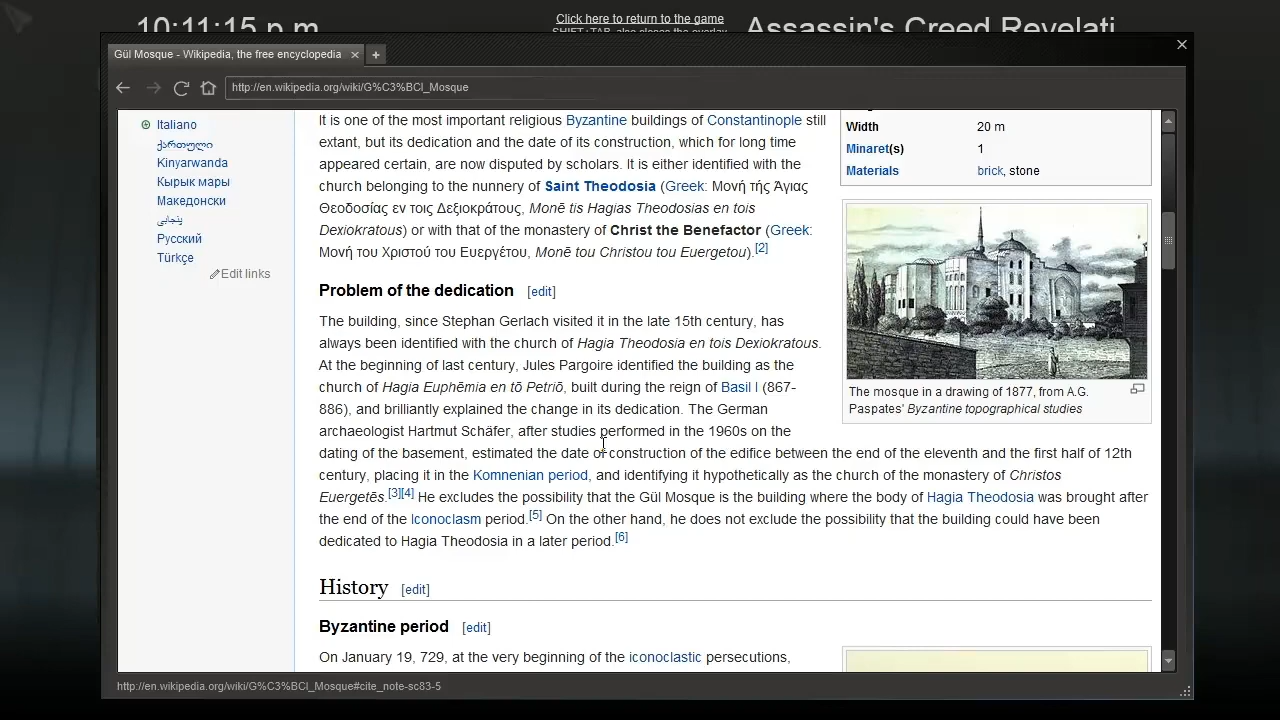 10:11:15 p.m
Click here to return to the game
Assassin's Creed Revelati
Gül Mosque - Wikipedia, the free encyclopedia
http://en.wikipedia.org/wiki/G%C3%BCl_Mosque
Italiano
ქართული
Kinyarwanda
Кырык мары
Македонски
پنجابی
Русский
Türkçe
Edit links
It is one of the most important religious Byzantine buildings of Constantinople still
extant, but its dedication and the date of its construction, which for long time
appeared certain, are now disputed by scholars. It is either identified with the
church belonging to the nunnery of Saint Theodosia (Greek: Μονή τής Άγιας
Θεοδοσίας εν τοις Δεξιοκράτους, Monē tis Hagias Theodosias en tois
Dexiokratous) or with that of the monastery of Christ the Benefactor (Greek:
Μονή του Χριστού του Ευεργέτου, Monē tou Christou tou Euergetou).[2]
Width 20 m
Minaret(s) 1
Materials brick, stone
The mosque in a drawing of 1877, from A.G.
Paspates' Byzantine topographical studies
Problem of the dedication [edit]
The building, since Stephan Gerlach visited it in the late 15th century, has
always been identified with the church of Hagia Theodosia en tois Dexiokratous.
At the beginning of last century, Jules Pargoire identified the building as the
church of Hagia Euphēmia en tō Petriō, built during the reign of Basil I (867-
886), and brilliantly explained the change in its dedication. The German
archaeologist Hartmut Schäfer, after studies performed in the 1960s on the
dating of the basement, estimated the date of construction of the edifice between the end of the eleventh and the first half of 12th
century, placing it in the Komnenian period, and identifying it hypothetically as the church of the monastery of Christos
Euergetēs.[3][4] He excludes the possibility that the Gül Mosque is the building where the body of Hagia Theodosia was brought after
the end of the Iconoclasm period.[5] On the other hand, he does not exclude the possibility that the building could have been
dedicated to Hagia Theodosia in a later period.[6]
History [edit]
Byzantine period [edit]
On January 19, 729, at the very beginning of the iconoclastic persecutions,
http://en.wikipedia.org/wiki/G%C3%BCl_Mosque#cite_note-sc83-5